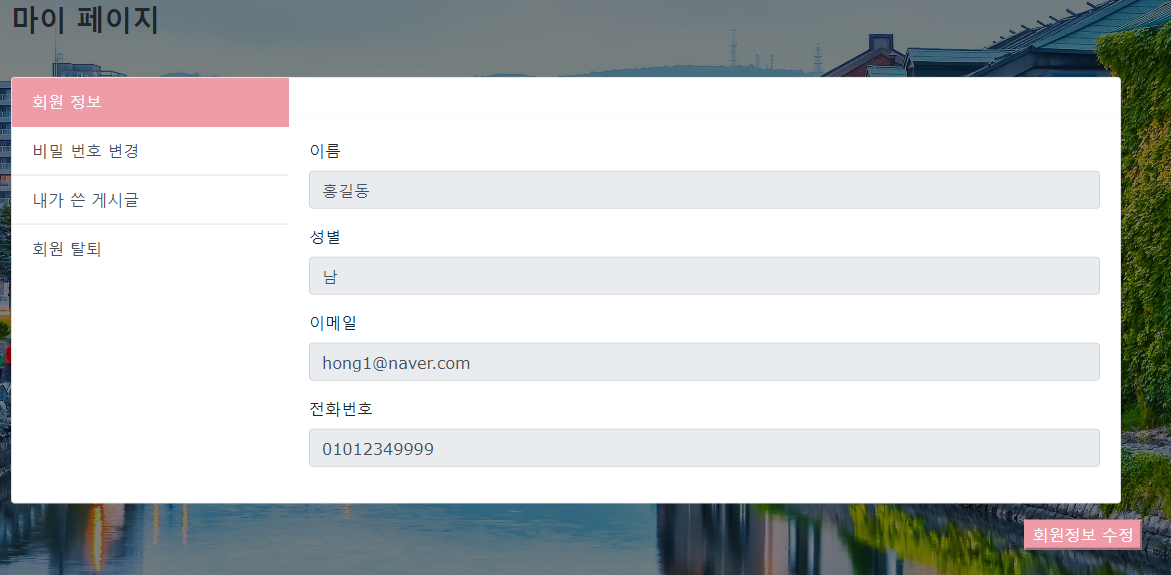 마이 페이지
회원 정보
비밀 번호 변경
내가 쓴 게시글
회원 탈퇴
이름
홍길동
성별
남
이메일
hong1@naver.com
전화번호
01012349999
회원정보 수정